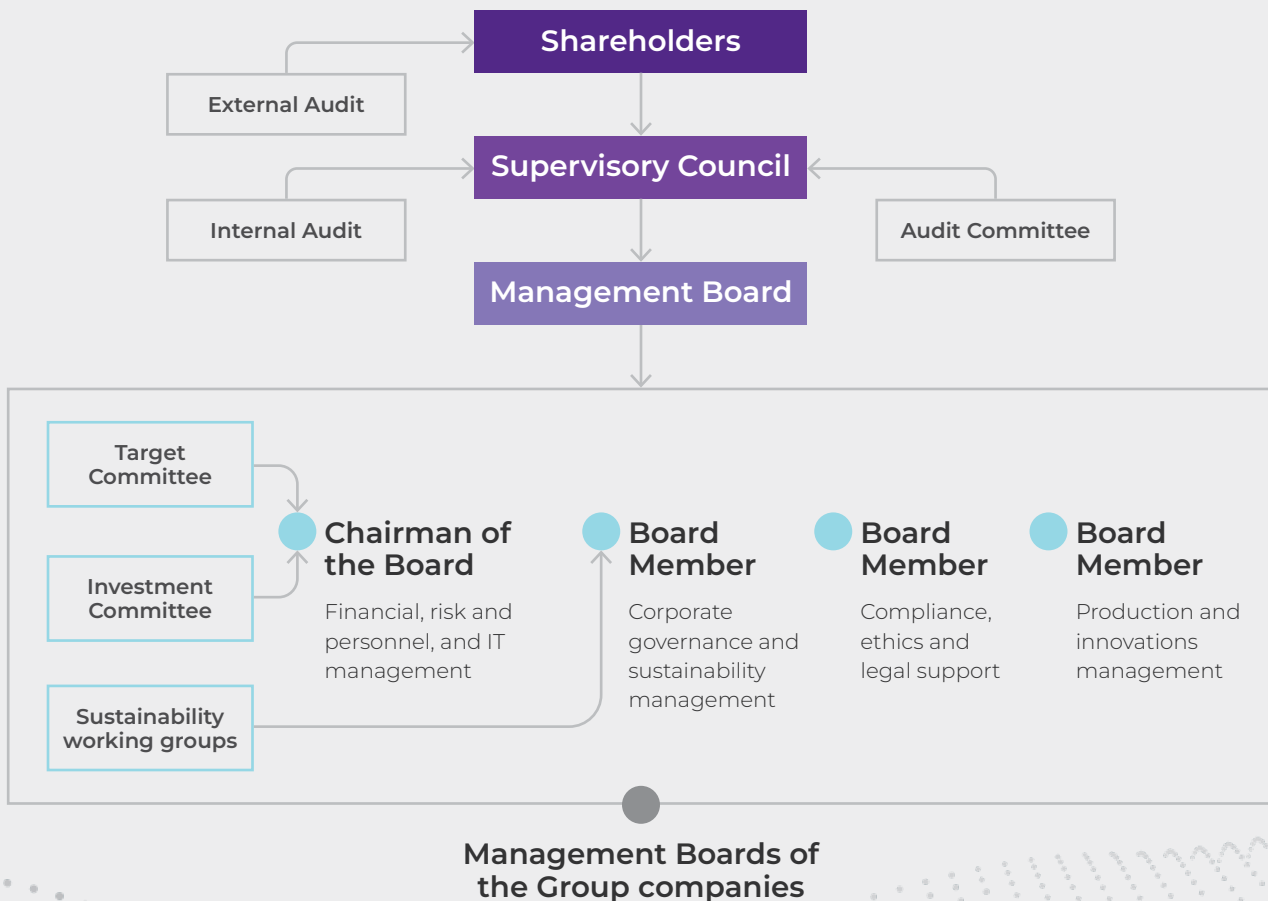 Shareholders
External Audit
Supervisory Council
Internal Audit
Audit Committee
Management Board
Target
Committee
Investment
Committee
Sustainability
working groups
Chairman of
the Board
Financial, risk and
personnel, and IT
management
Board
Member
Corporate
governance and
sustainability
management
Board
Member
Compliance,
ethics and
legal support
Board
Member
Production and
innovations
management
Management Boards of
the Group companies